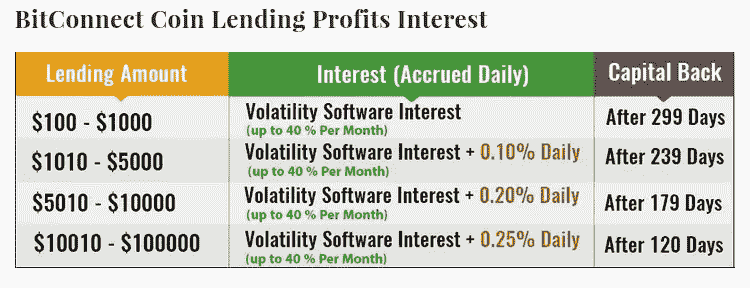 BitConnect Coin Lending Profits Interest
Lending Amount
Interest (Accrued Daily)
Capital Back
$100 - $1000
Volatility Software Interest
(up to 40 % Per Month)
After 299 Days
$1010 - $5000
Volatility Software Interest + 0.10% Daily
(up to 40 % Per Month)
After 239 Days
$5010 - $10000
Volatility Software Interest + 0.20% Daily
(up to 40 % Per Month)
After 179 Days
$10010 - $100000
Volatility Software Interest + 0.25% Daily
(up to 40 % Per Month)
After 120 Days